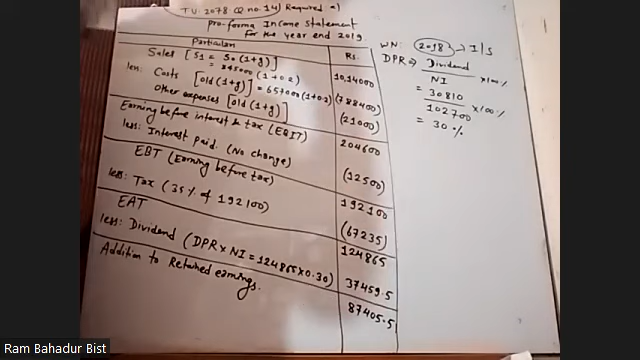 T.U. 2078 (Q. no. 14) Required a)
pro-forma Income Statement
for the year end 2019.
Particulars Rs.
Sales [S1 = S0 (1+g)] = 845000 (1+0.2) 10,14000
less: Costs [old (1+g)] = 657000 (1+0.2) (788400)
Other expenses [old (1+g)] (21000)
Earning before interest & tax (EBIT) 204600
less: Interest paid. (No change) (12500)
EBT (Earning before tax) 192100
less: Tax (35% of 192100) (67235)
EAT 124865
less: Dividend (DPR x NI = 124865 x 0.30) 37459.5
Addition to Retained earnings. 87405.5
WN: 2018 → I/S
DPR ⇒ Dividend / NI x 100%
= 30810 / 102700 x 100%
= 30%
Ram Bahadur Bist